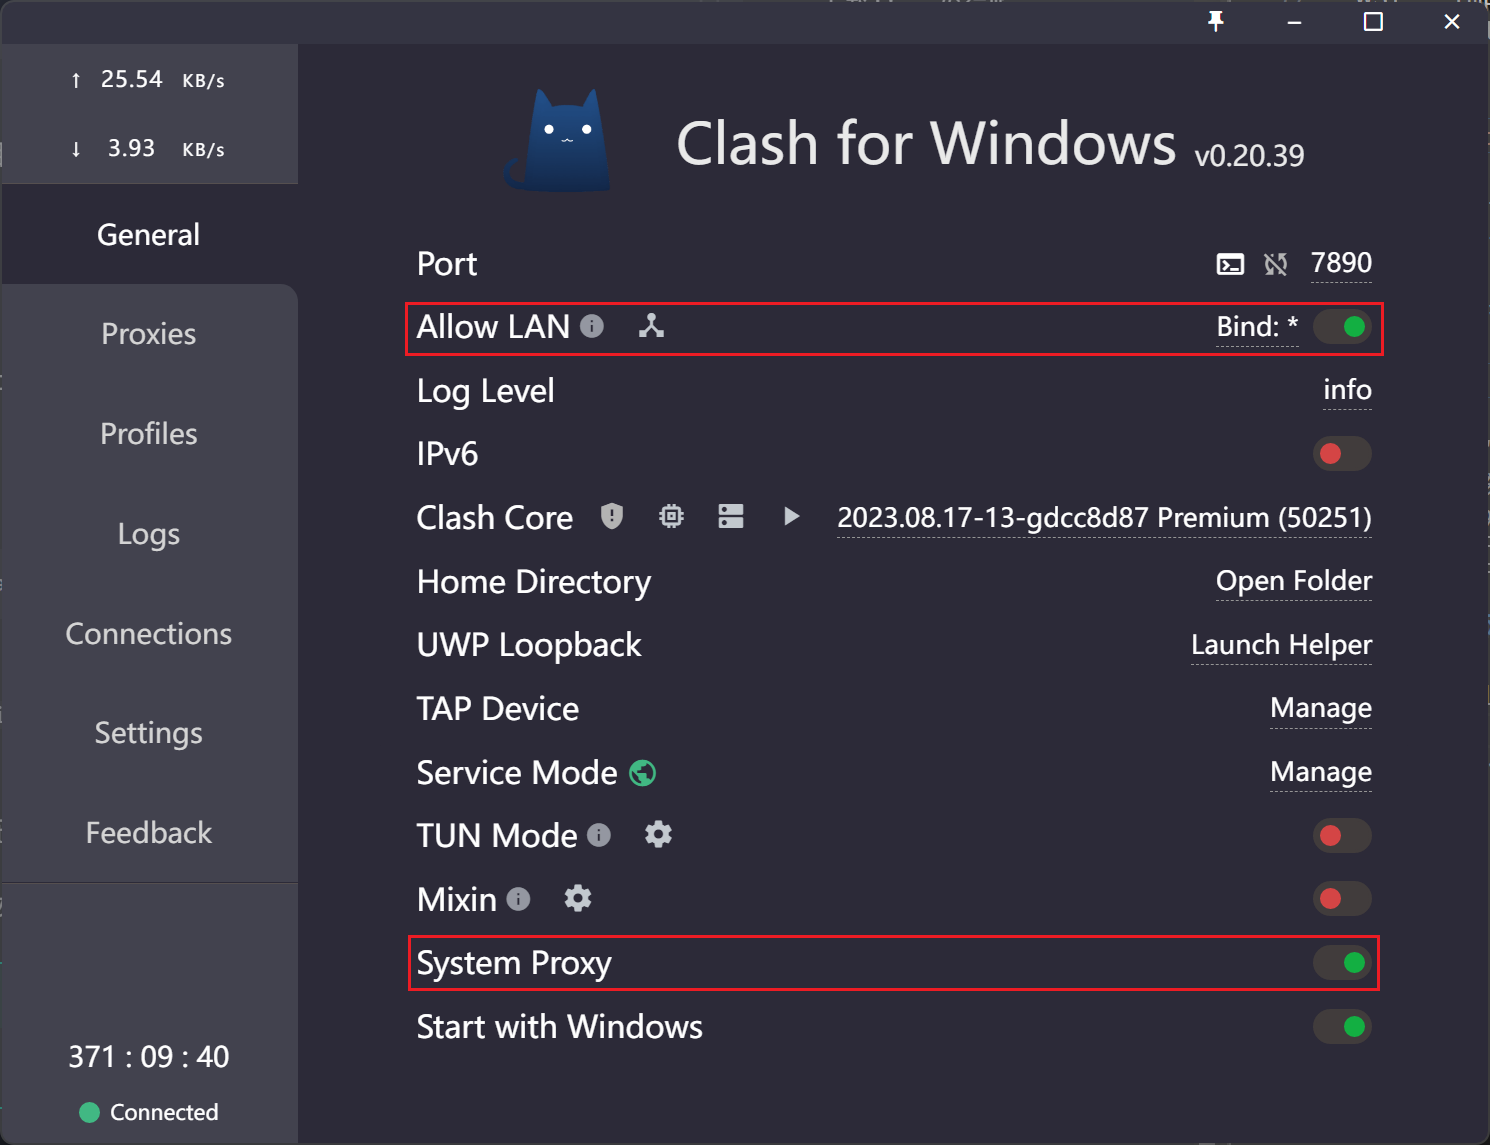 ↑ 25.54 KB/s
↓ 3.93 KB/s
General
Proxies
Profiles
Logs
Connections
Settings
Feedback
371 : 09 : 40
Connected
Clash for Windows v0.20.39
Port 7890
Allow LAN Bind: *
Log Level info
IPv6
Clash Core 2023.08.17-13-gdcc8d87 Premium (50251)
Home Directory Open Folder
UWP Loopback Launch Helper
TAP Device Manage
Service Mode Manage
TUN Mode
Mixin
System Proxy
Start with Windows